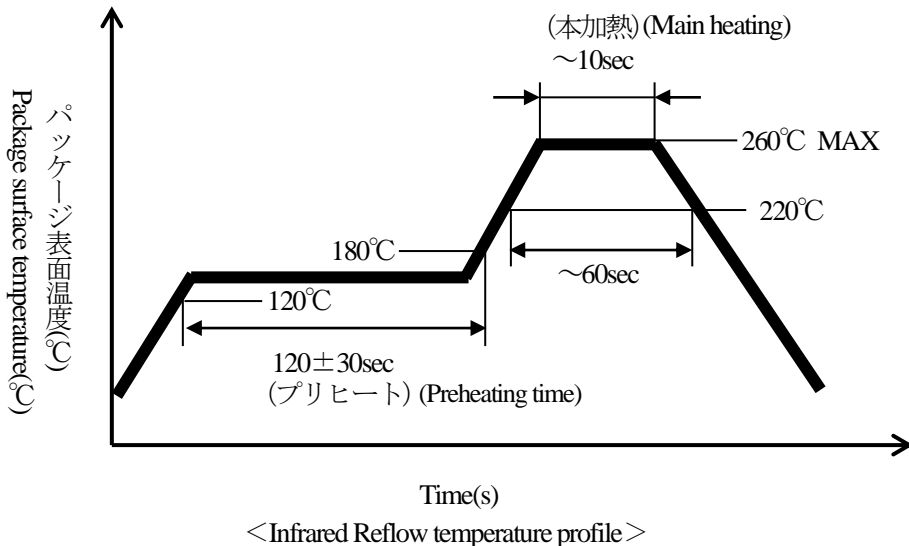 (本加熱) (Main heating)
～10sec
260℃ MAX
220℃
180℃
～60sec
120℃
120±30sec
(プリヒート) (Preheating time)
パッケージ表面温度(℃)
Package surface temperature(℃)
Time(s)
＜Infrared Reflow temperature profile＞